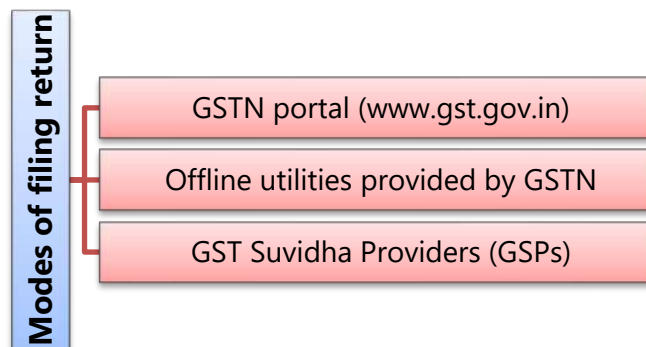 Modes of filing return
GSTN portal (www.gst.gov.in)
Offline utilities provided by GSTN
GST Suvidha Providers (GSPs)